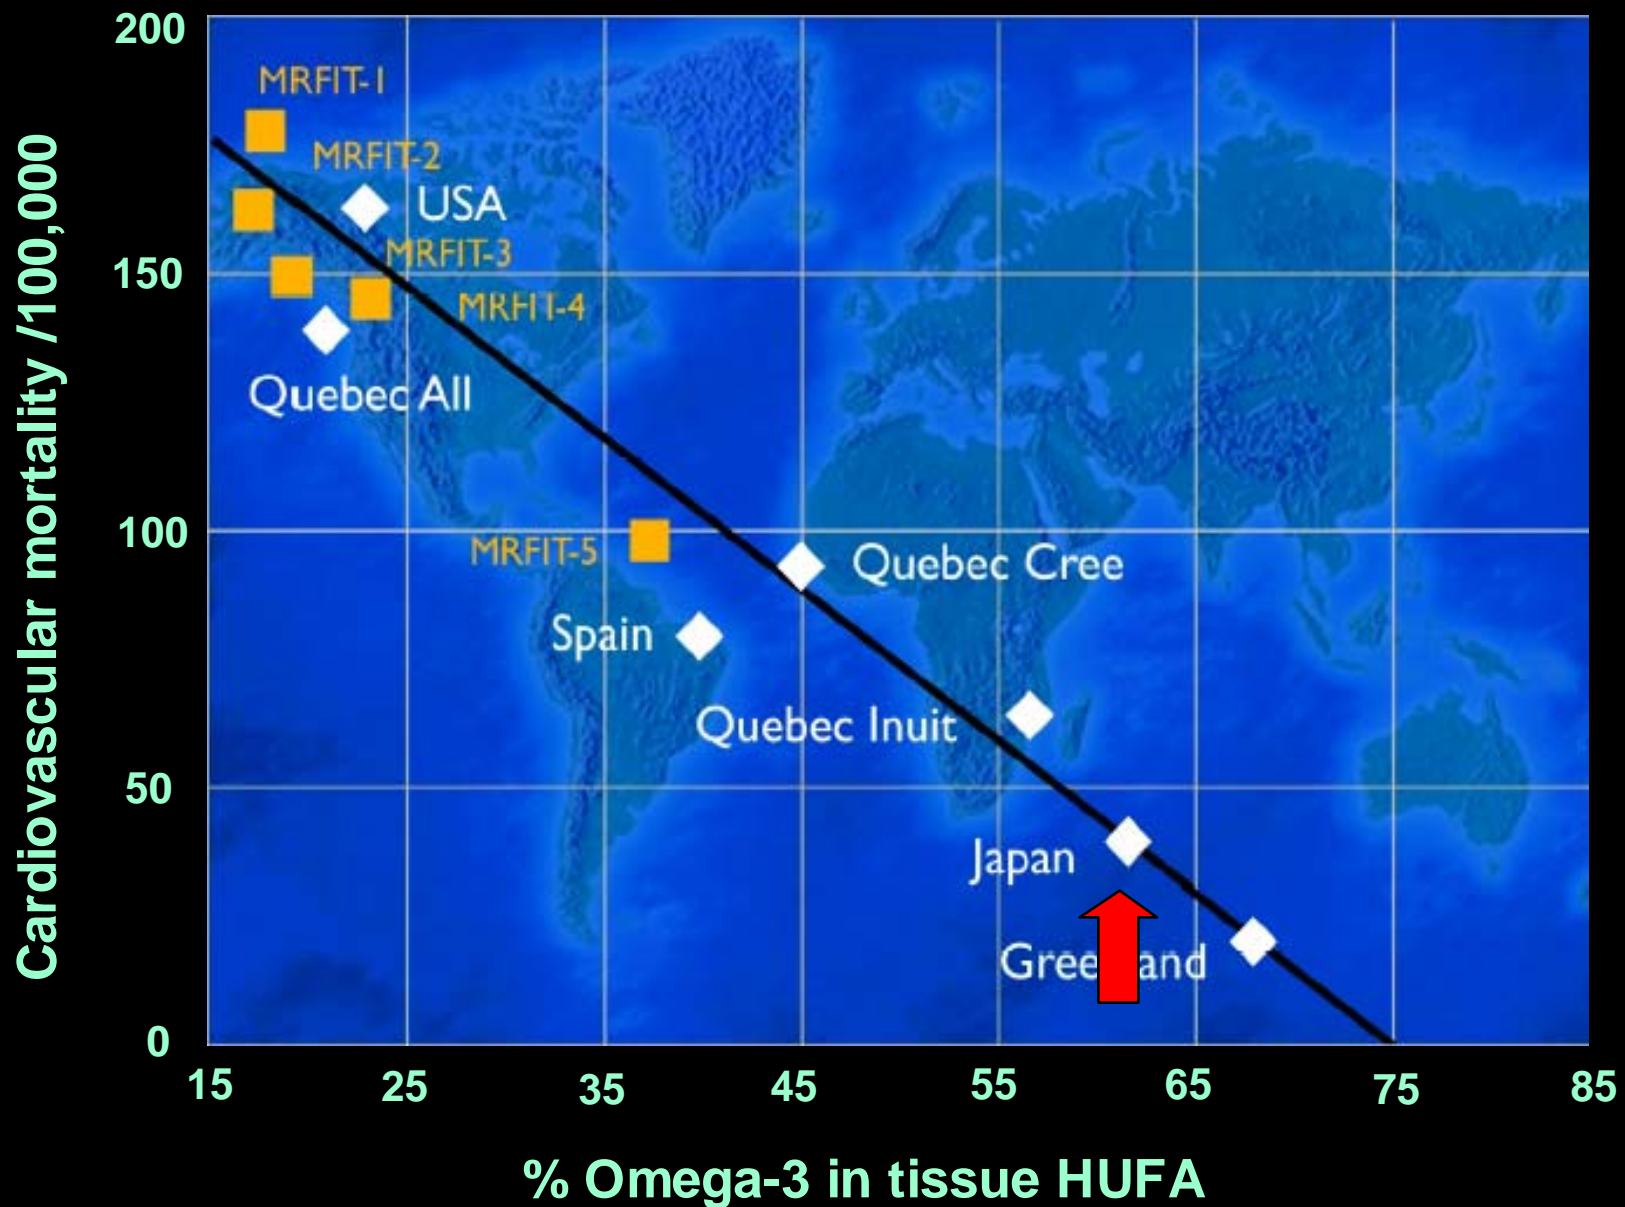 200
MRFIT-1
MRFIT-2
USA
MRFIT-3
150
MRFIT-4
Quebec All
100
MRFIT-5
Quebec Cree
Spain
Quebec Inuit
50
Japan
0
15 25 35 45 55 65 75 85
% Omega-3 in tissue HUFA
Cardiovascular mortality /100,000